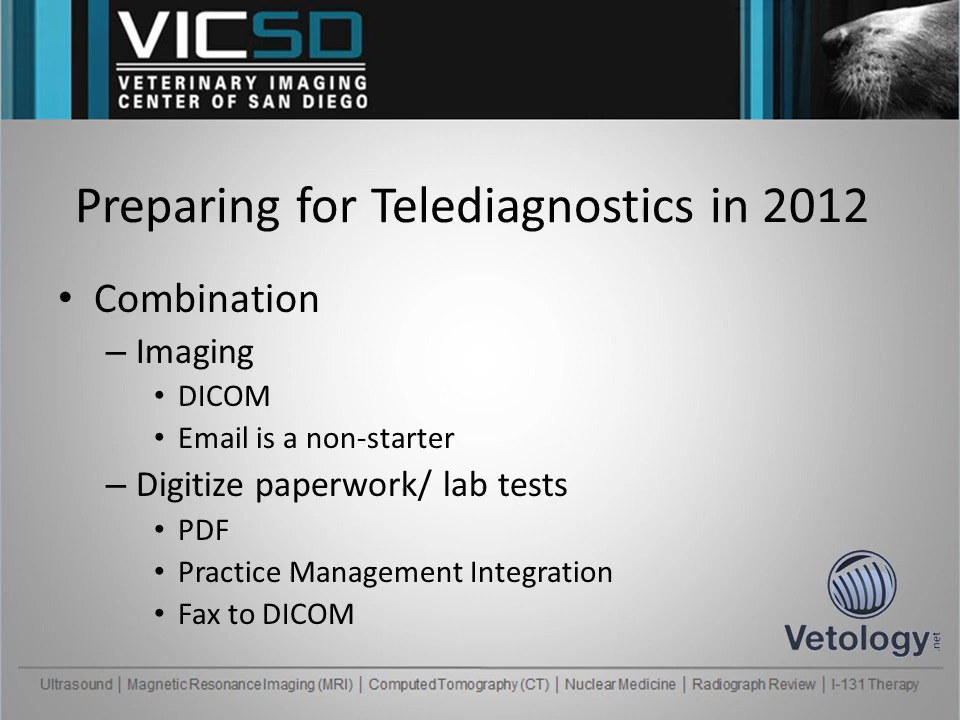 VICSD
VETERINARY IMAGING
CENTER OF SAN DIEGO
Preparing for Telediagnostics in 2012
• Combination
– Imaging
• DICOM
• Email is a non-starter
– Digitize paperwork/ lab tests
• PDF
• Practice Management Integration
• Fax to DICOM
Vetology.net
Ultrasound | Magnetic Resonance Imaging (MRI) | Computed Tomography (CT) | Nuclear Medicine | Radiograph Review | I-131 Therapy